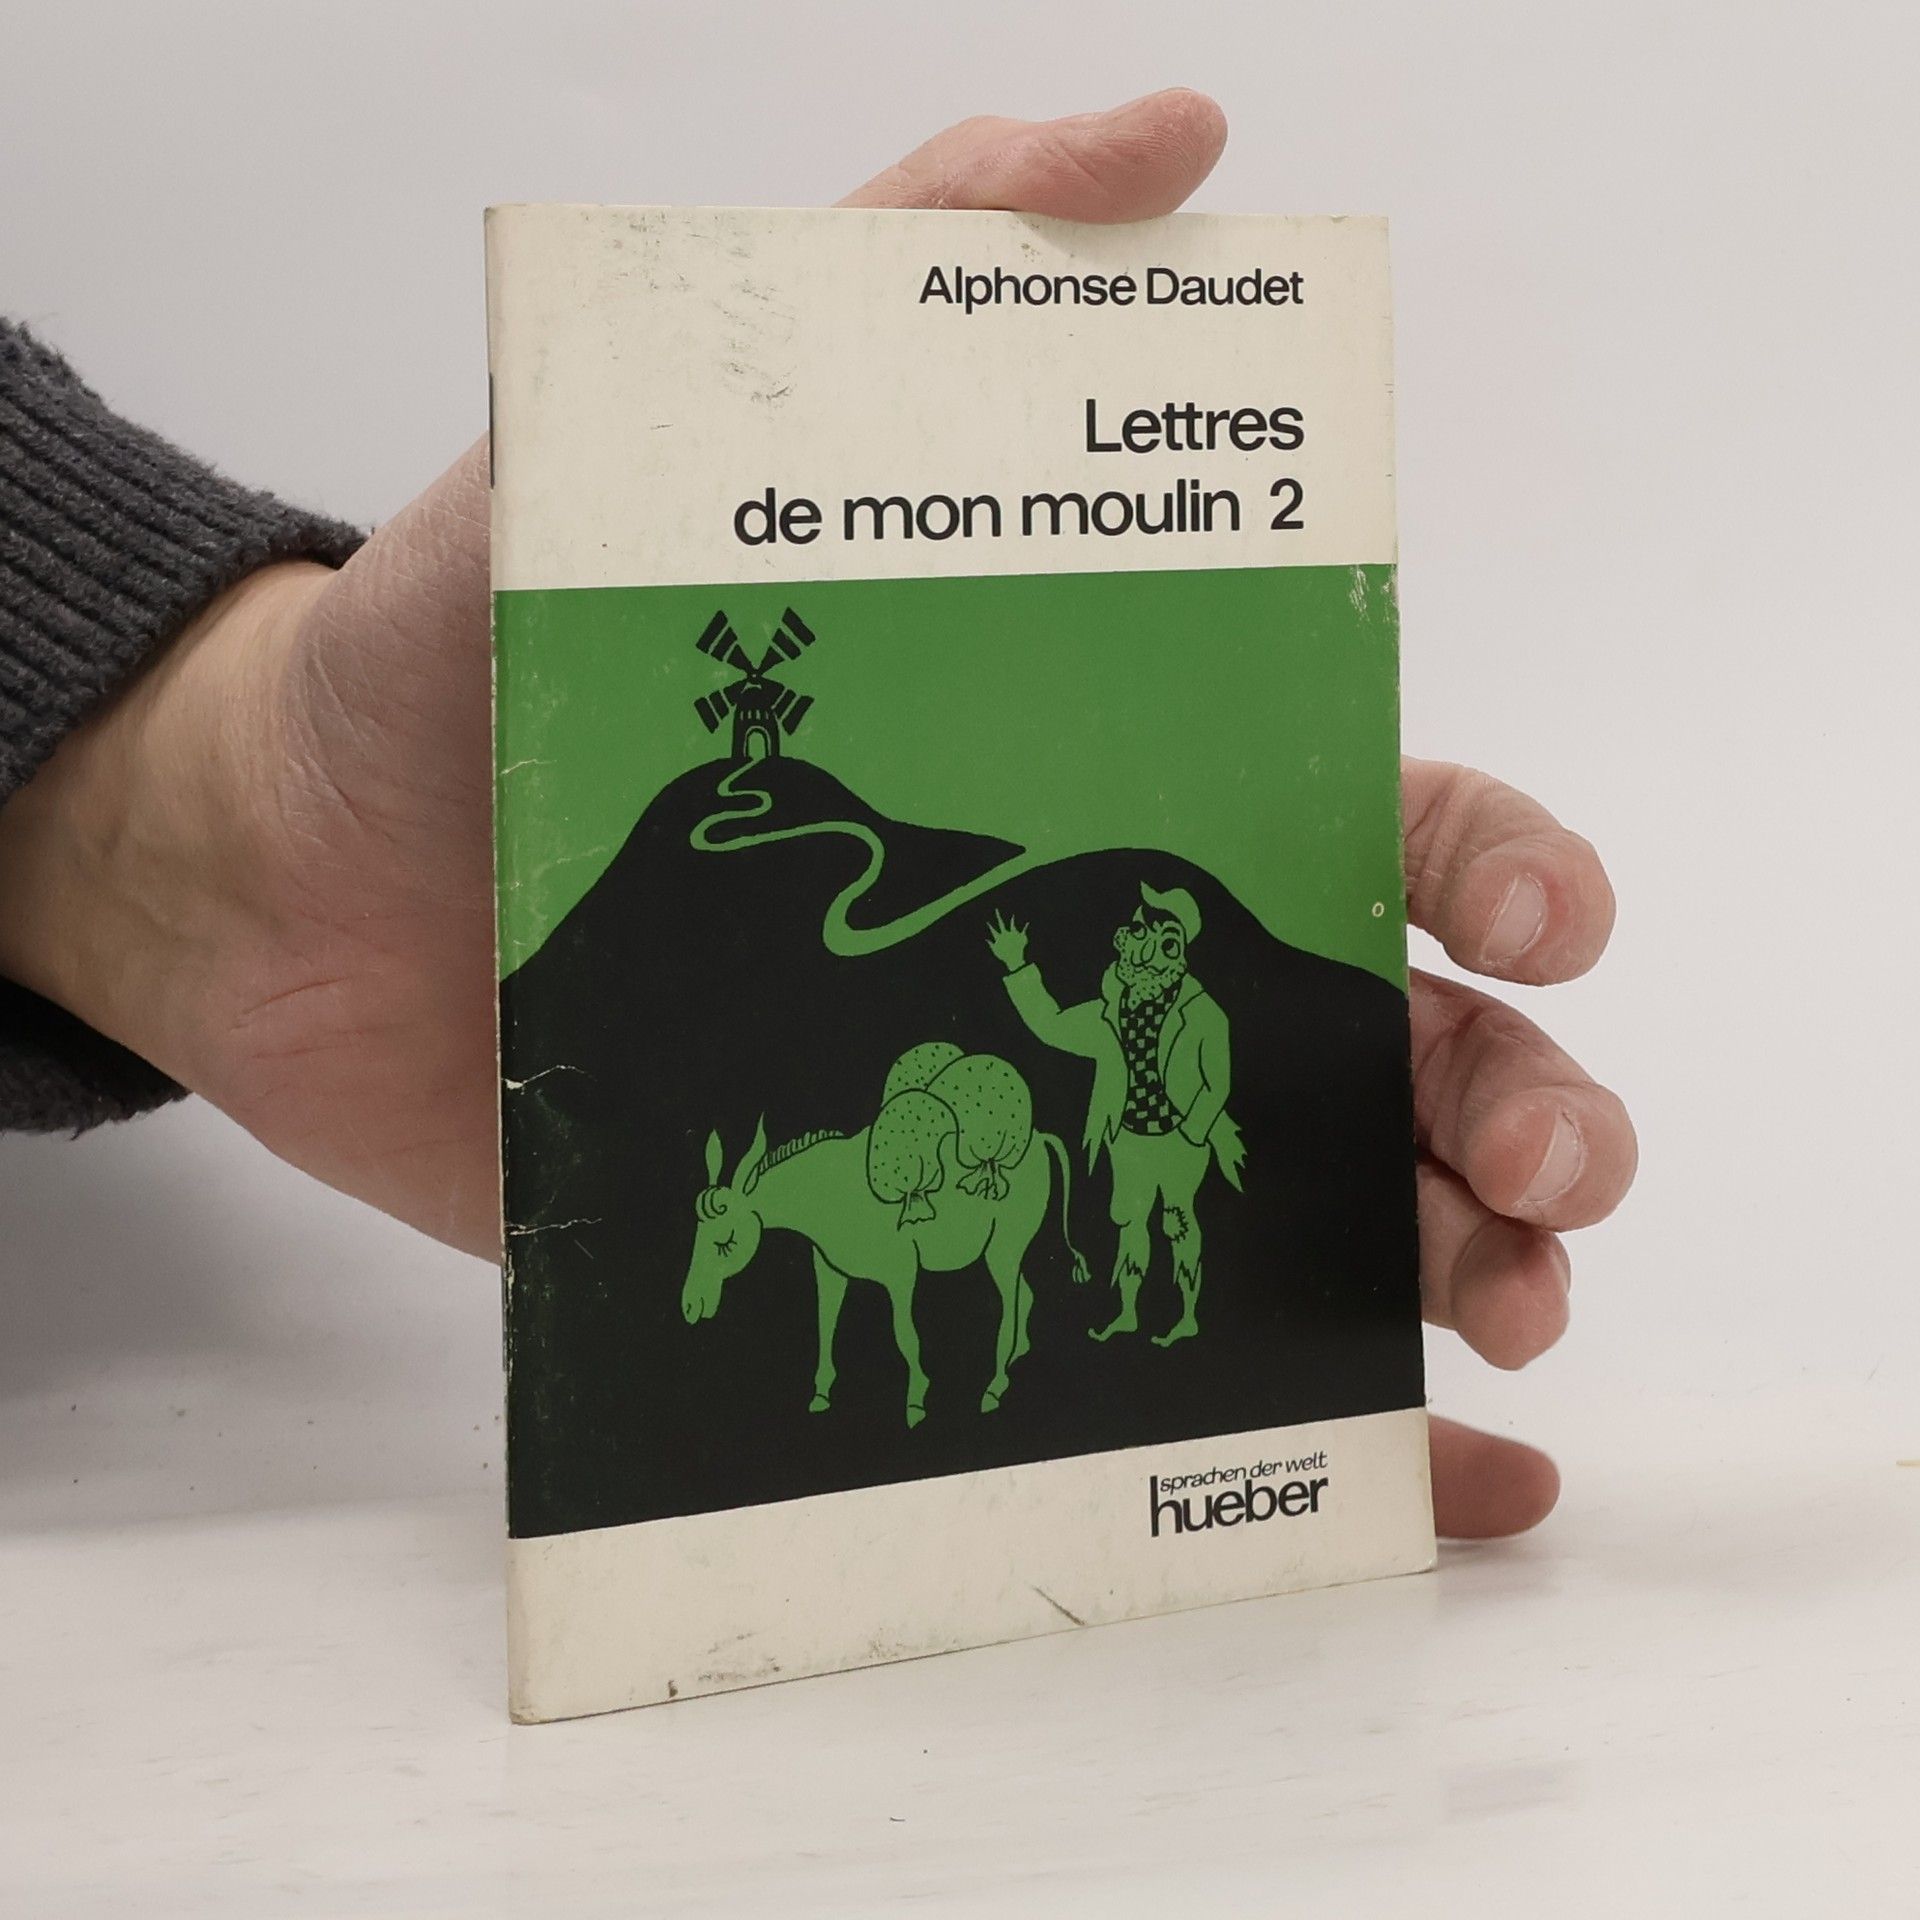 Alphonse Daudet
Lettres
de mon moulin 2
sprachen der welt
hueber